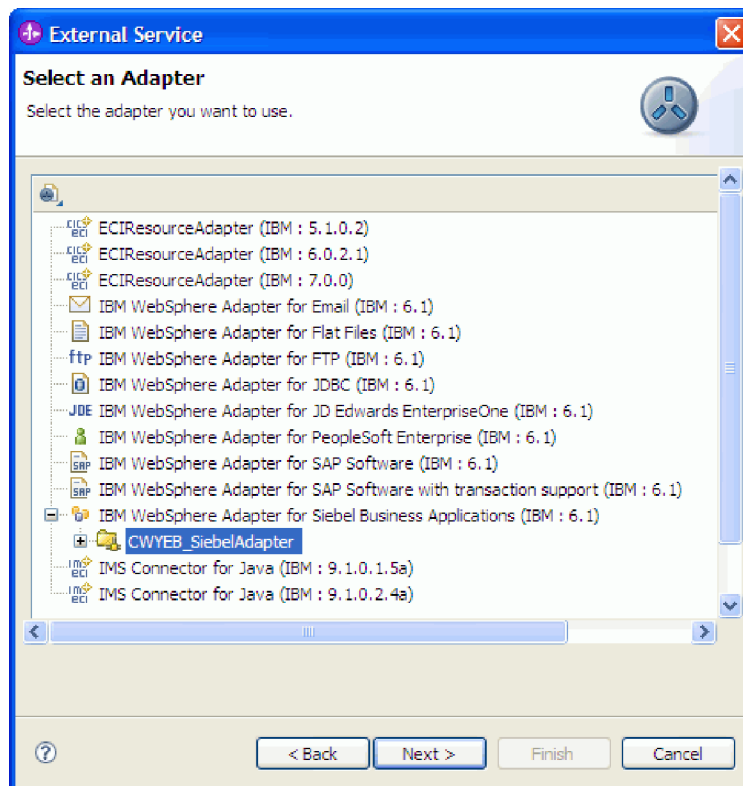 External Service
Select an Adapter
Select the adapter you want to use.
ECIResourceAdapter (IBM : 5.1.0.2)
ECIResourceAdapter (IBM : 6.0.2.1)
ECIResourceAdapter (IBM : 7.0.0)
IBM WebSphere Adapter for Email (IBM : 6.1)
IBM WebSphere Adapter for Flat Files (IBM : 6.1)
ftp IBM WebSphere Adapter for FTP (IBM : 6.1)
IBM WebSphere Adapter for JDBC (IBM : 6.1)
JDE IBM WebSphere Adapter for JD Edwards EnterpriseOne (IBM : 6.1)
IBM WebSphere Adapter for PeopleSoft Enterprise (IBM : 6.1)
SAP IBM WebSphere Adapter for SAP Software (IBM : 6.1)
SAP IBM WebSphere Adapter for SAP Software with transaction support (IBM : 6.1)
IBM WebSphere Adapter for Siebel Business Applications (IBM : 6.1)
CWYEB_SiebelAdapter
IMS Connector for Java (IBM : 9.1.0.1.5a)
IMS Connector for Java (IBM : 9.1.0.2.4a)
? < Back Next > Finish Cancel